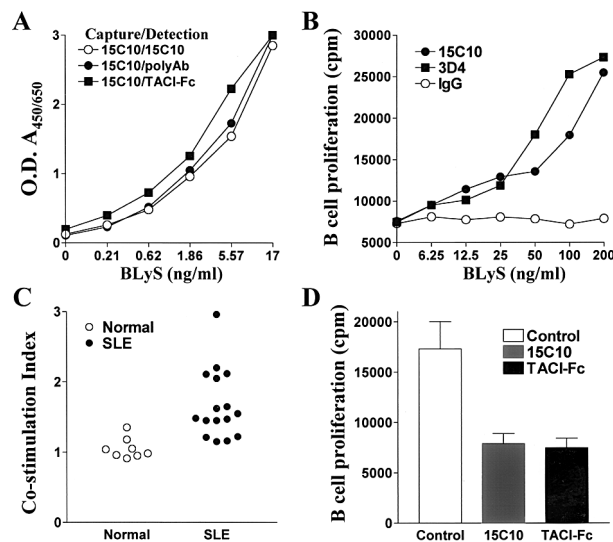 A
Capture/Detection
15C10/15C10
15C10/polyAb
15C10/TACI-Fc
O.D. A450/650
3
2
1
0
0 0.21 0.62 1.86 5.57 17
BLyS (ng/ml)
B
15C10
3D4
IgG
B cell proliferation (cpm)
30000
25000
20000
15000
10000
5000
0 6.25 12.5 25 50 100 200
BLyS (ng/ml)
C
Normal
SLE
Co-stimulation Index
3
2
1
0
Normal SLE
D
Control
15C10
TACI-Fc
B cell proliferation (cpm)
20000
15000
10000
5000
0
Control 15C10 TACI-Fc